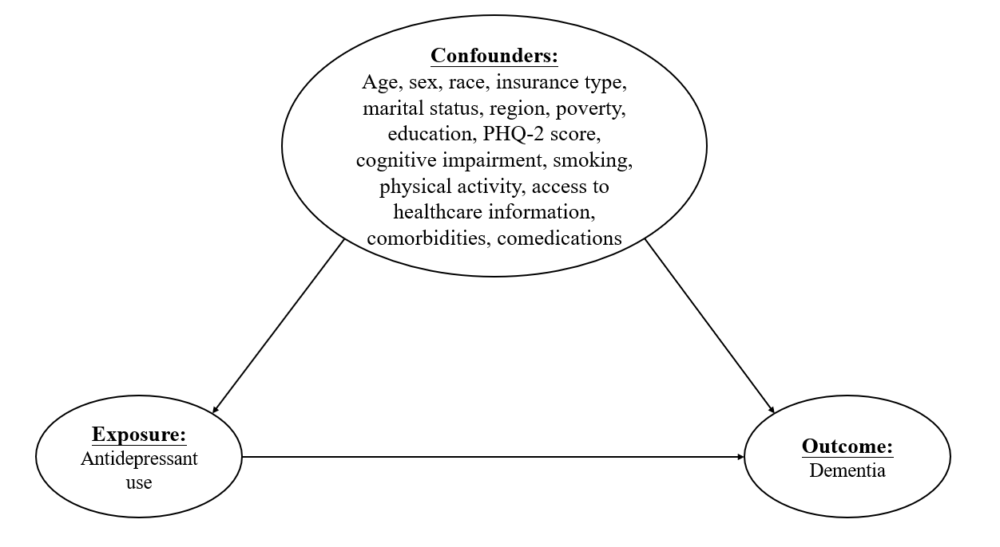 Confounders:
Age, sex, race, insurance type,
marital status, region, poverty,
education, PHQ-2 score,
cognitive impairment, smoking,
physical activity, access to
healthcare information,
comorbidities, comedications
Exposure:
Antidepressant
use
Outcome:
Dementia